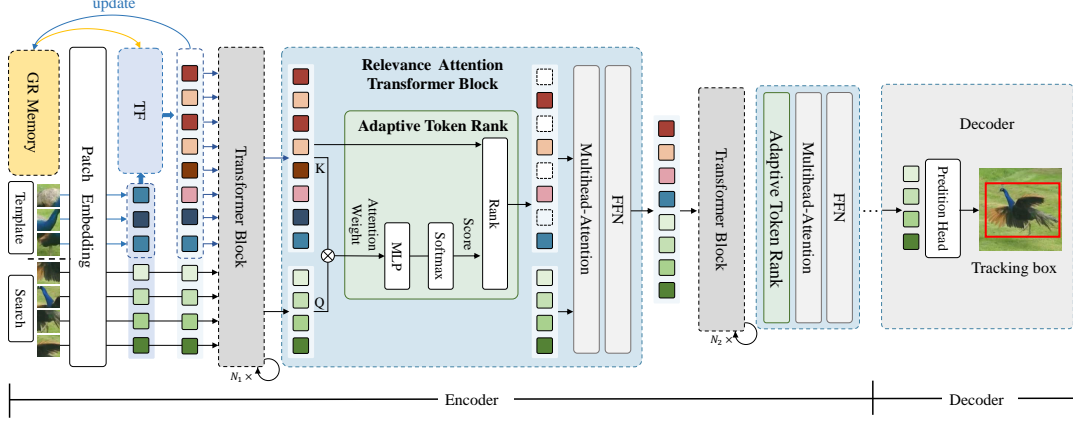 update
GR Memory
TF
Template
Search
Patch Embedding
Transformer Block
N₁ ×
Relevance Attention
Transformer Block
Adaptive Token Rank
K
Q
Attention
Weight
MLP
Softmax
Score
Rank
Multihead-Attention
FFN
Transformer Block
N₂ ×
Adaptive Token Rank
Multihead-Attention
FFN
Decoder
Predition Head
Tracking box
Encoder
Decoder